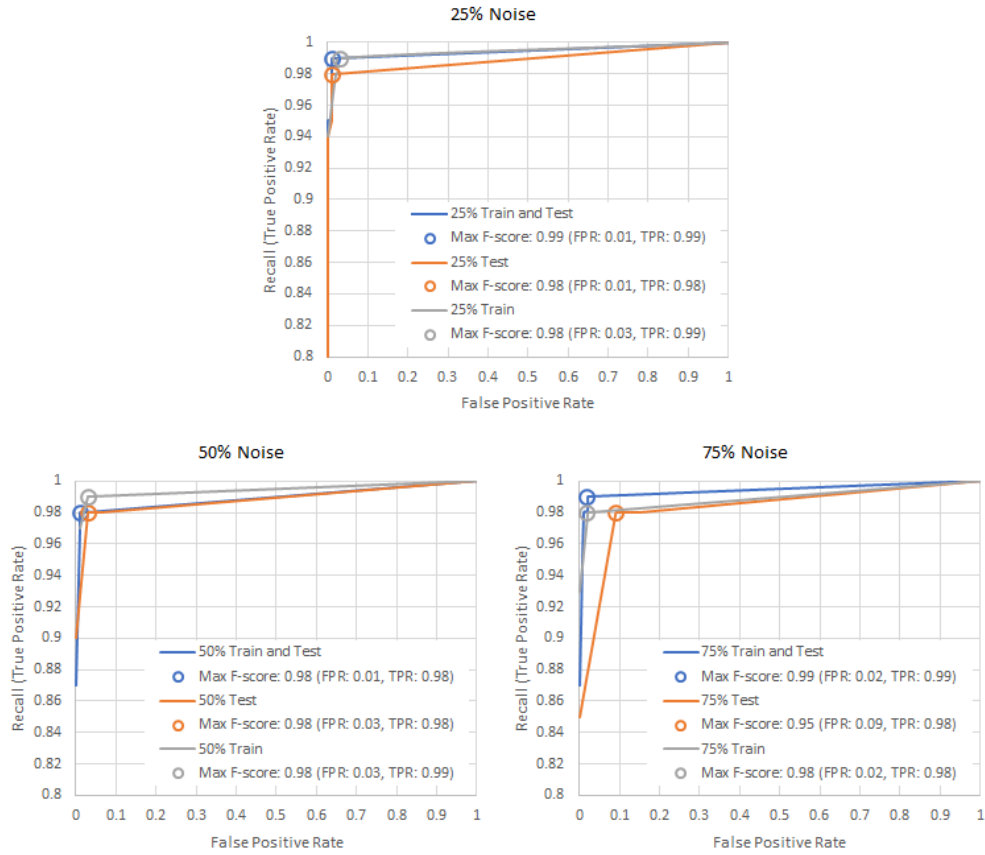 25% Noise
1
0.98
0.96
0.94
0.92
0.9
0.88
0.86
0.84
0.82
0.8
Recall (True Positive Rate)
25% Train and Test
Max F-score: 0.99 (FPR: 0.01, TPR: 0.99)
25% Test
Max F-score: 0.98 (FPR: 0.01, TPR: 0.98)
25% Train
Max F-score: 0.98 (FPR: 0.03, TPR: 0.99)
0 0.1 0.2 0.3 0.4 0.5 0.6 0.7 0.8 0.9 1
False Positive Rate
50% Noise
1
0.98
0.96
0.94
0.92
0.9
0.88
0.86
0.84
0.82
0.8
Recall (True Positive Rate)
50% Train and Test
Max F-score: 0.98 (FPR: 0.01, TPR: 0.98)
50% Test
Max F-score: 0.98 (FPR: 0.03, TPR: 0.98)
50% Train
Max F-score: 0.98 (FPR: 0.03, TPR: 0.99)
0 0.1 0.2 0.3 0.4 0.5 0.6 0.7 0.8 0.9 1
False Positive Rate
75% Noise
1
0.98
0.96
0.94
0.92
0.9
0.88
0.86
0.84
0.82
0.8
Recall (True Positive Rate)
75% Train and Test
Max F-score: 0.99 (FPR: 0.02, TPR: 0.99)
75% Test
Max F-score: 0.95 (FPR: 0.09, TPR: 0.98)
75% Train
Max F-score: 0.98 (FPR: 0.02, TPR: 0.98)
0 0.1 0.2 0.3 0.4 0.5 0.6 0.7 0.8 0.9 1
False Positive Rate